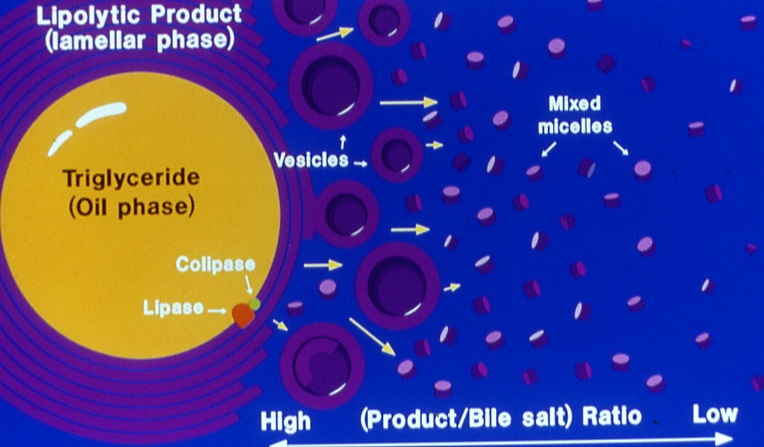 Lipolytic Product
(lamellar phase)
Mixed
micelles
Vesicles
Triglyceride
(Oil phase)
Colipase
Lipase
High (Product/Bile salt) Ratio Low